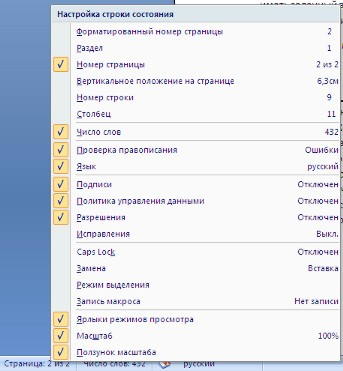 Настройка строки состояния
Форматированный номер страницы 2
Раздел 1
Номер страницы 2 из 2
Вертикальное положение на странице 6,3см
Номер строки 9
Столбец 11
Число слов 432
Проверка правописания Ошибки
Язык русский
Подписи Отключен
Политика управления данными Отключен
Разрешения Отключен
Исправления Выкл.
Caps Lock Отключен
Замена Вставка
Режим выделения
Запись макроса Нет записи
Ярлыки режимов просмотра
Масштаб 100%
Ползунок масштаба
Страница: 2 из 2 Число слов: 432 русский